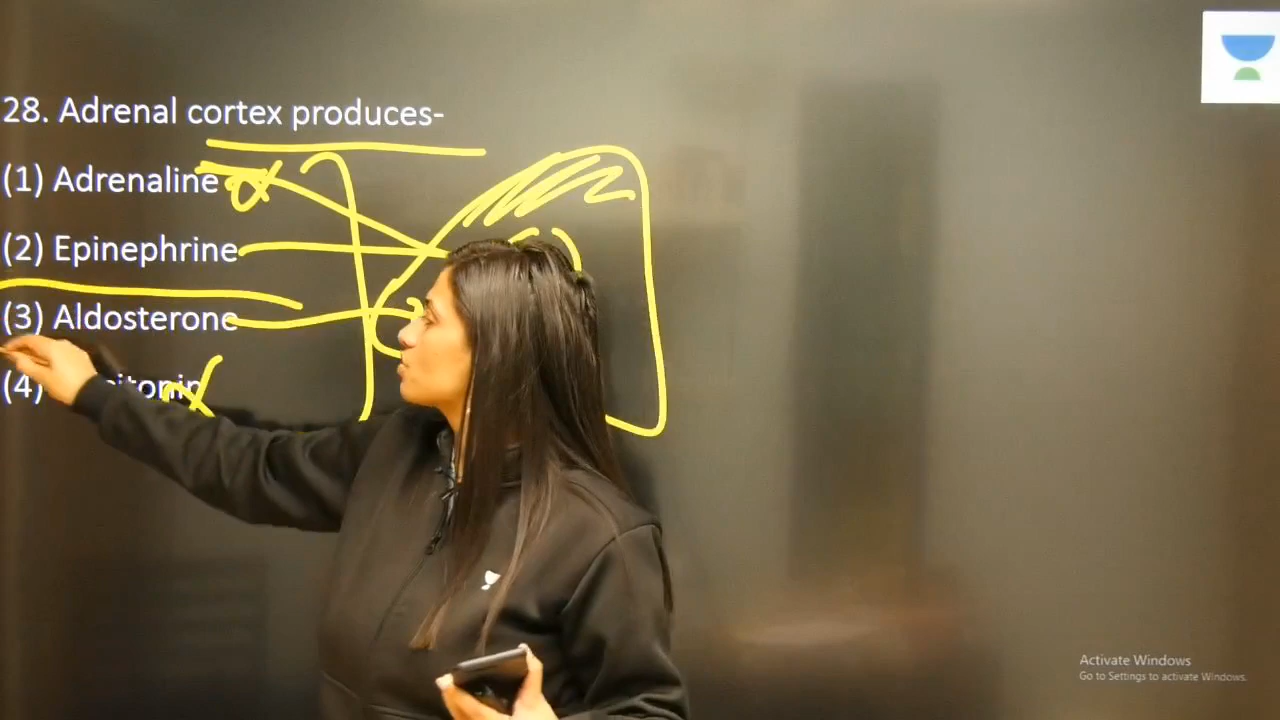 28. Adrenal cortex produces-
(1) Adrenaline
(2) Epinephrine
(3) Aldosterone
(4)
Activate Windows
Go to Settings to activate Windows.